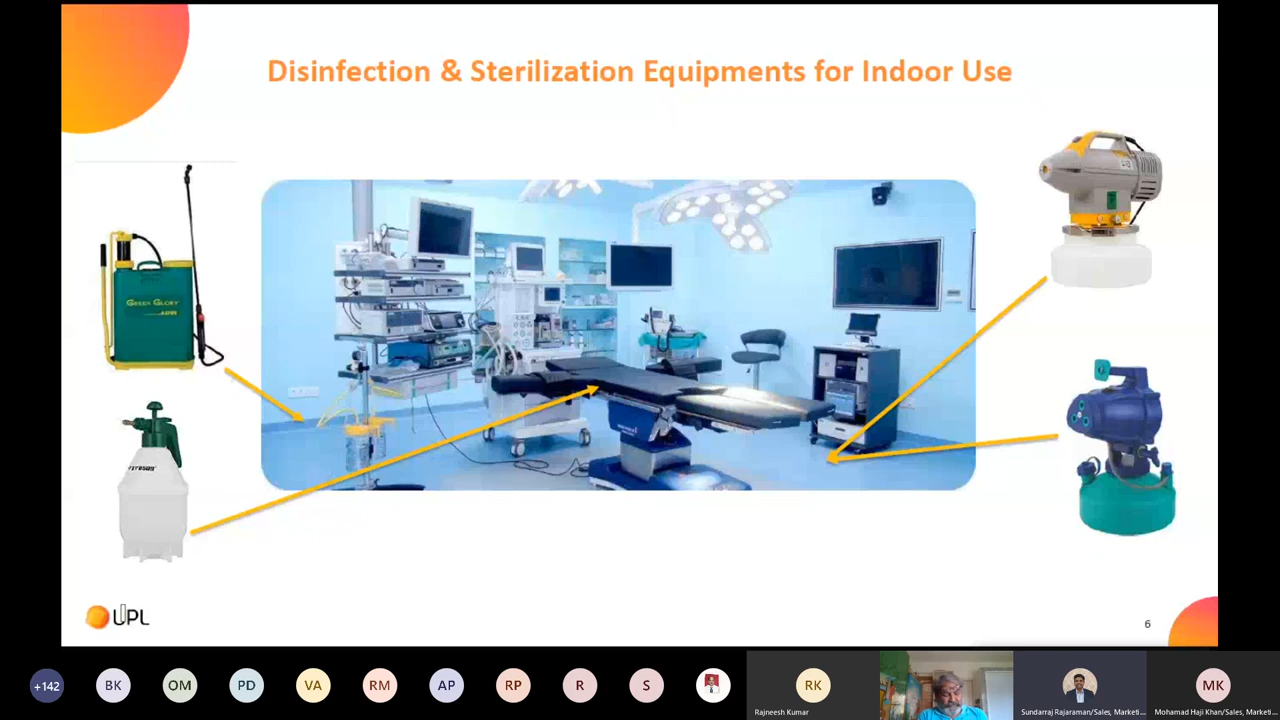 Disinfection & Sterilization Equipments for Indoor Use
GREEN GLORY
UPL
6
+142
BK
OM
PD
VA
RM
AP
RP
R
S
RK
MK
Rajneesh Kumar
Sundarraj Rajaraman/Sales, Marketi...
Mohamad Haji Khan/Sales, Marketi...